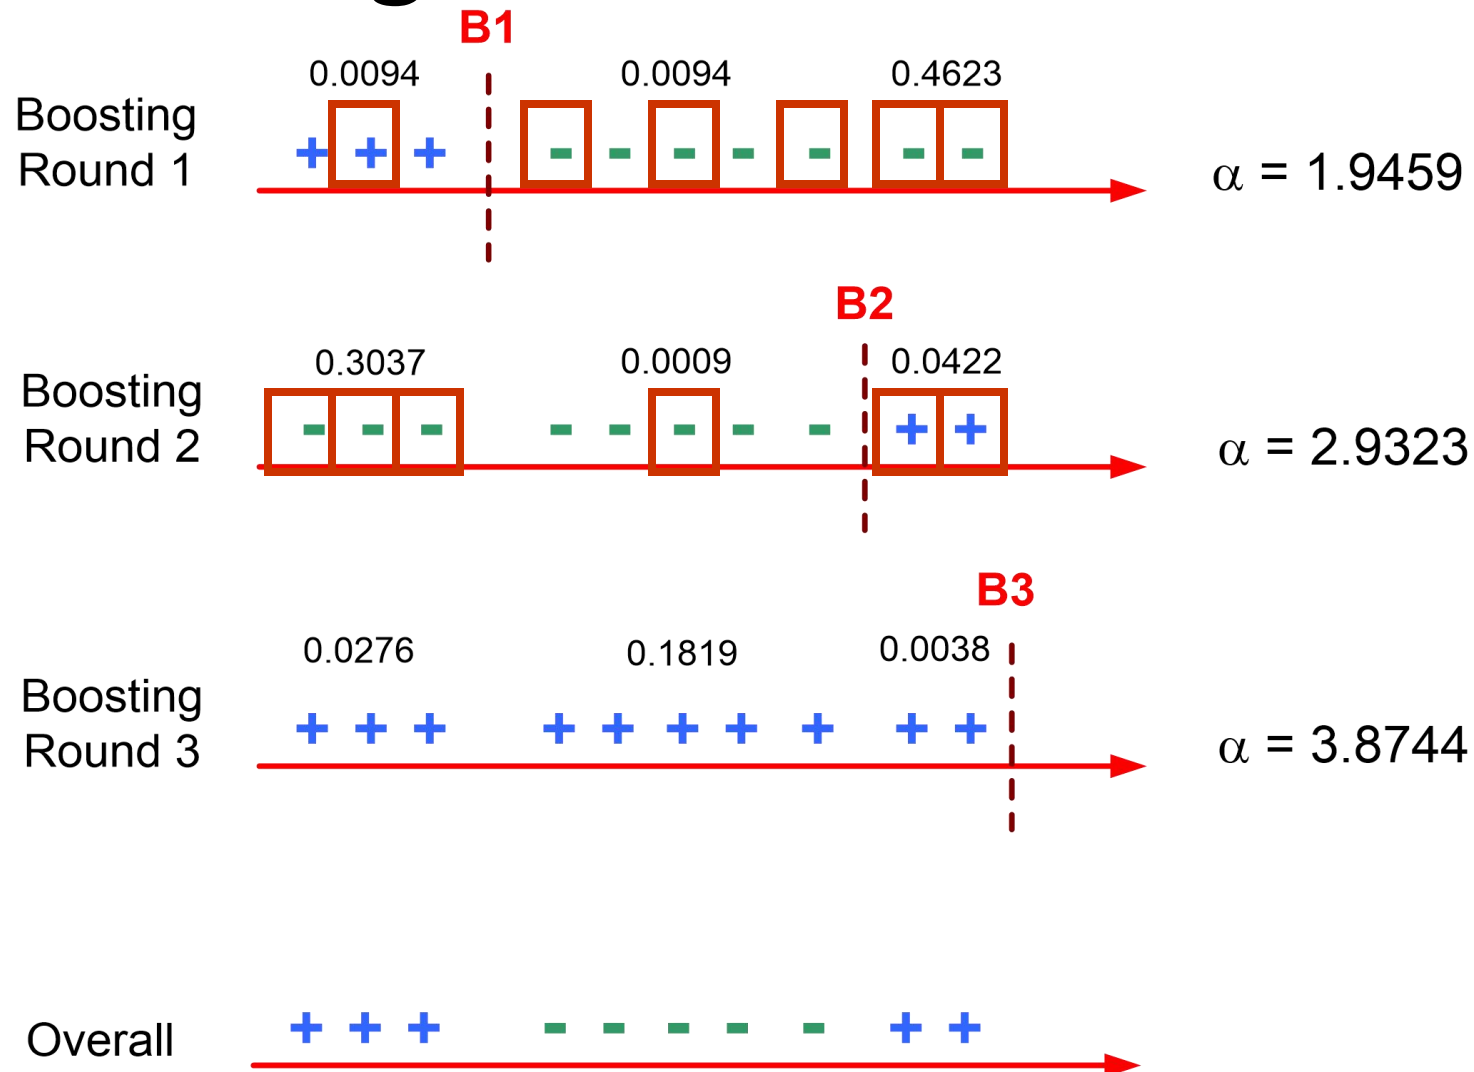 B1
0.0094 0.0094 0.4623
Boosting
Round 1
+ + + - - - - - - -
α = 1.9459
B2
0.3037 0.0009 0.0422
Boosting
Round 2
- - - - - - - - + +
α = 2.9323
B3
0.0276 0.1819 0.0038
Boosting
Round 3
+ + + + + + + + + +
α = 3.8744
Overall
+ + + - - - - - + +